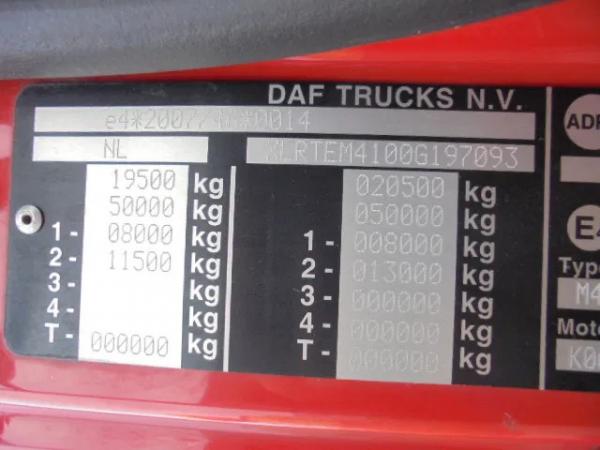 DAF TRUCKS N.V.
ADR
NL XLRTEM4100G197093
19500 kg 020500 kg
50000 kg 050000 kg
1 - 08000 kg 1 - 008000 kg
2 - 11500 kg 2 - 013000 kg
3 - kg 3 - 000000 kg
4 - kg 4 - 000000 kg
T - 000000 kg T - 000000 kg
E4
Type
M4
Moto